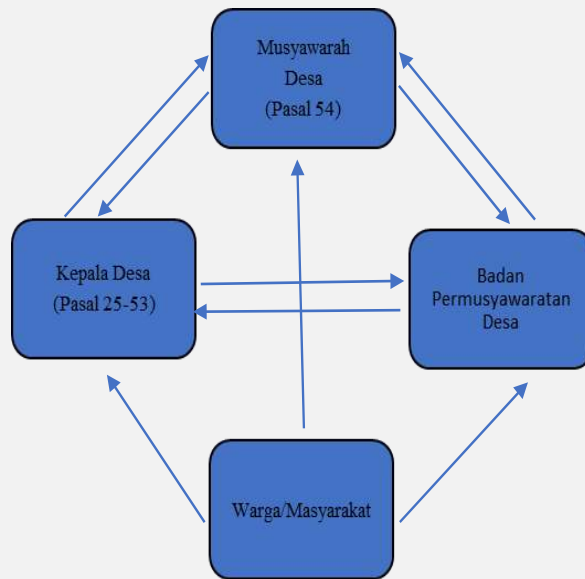 Musyawarah
Desa
(Pasal 54)
Kepala Desa
(Pasal 25-53)
Badan
Permusyawaratan
Desa
Warga/Masyarakat